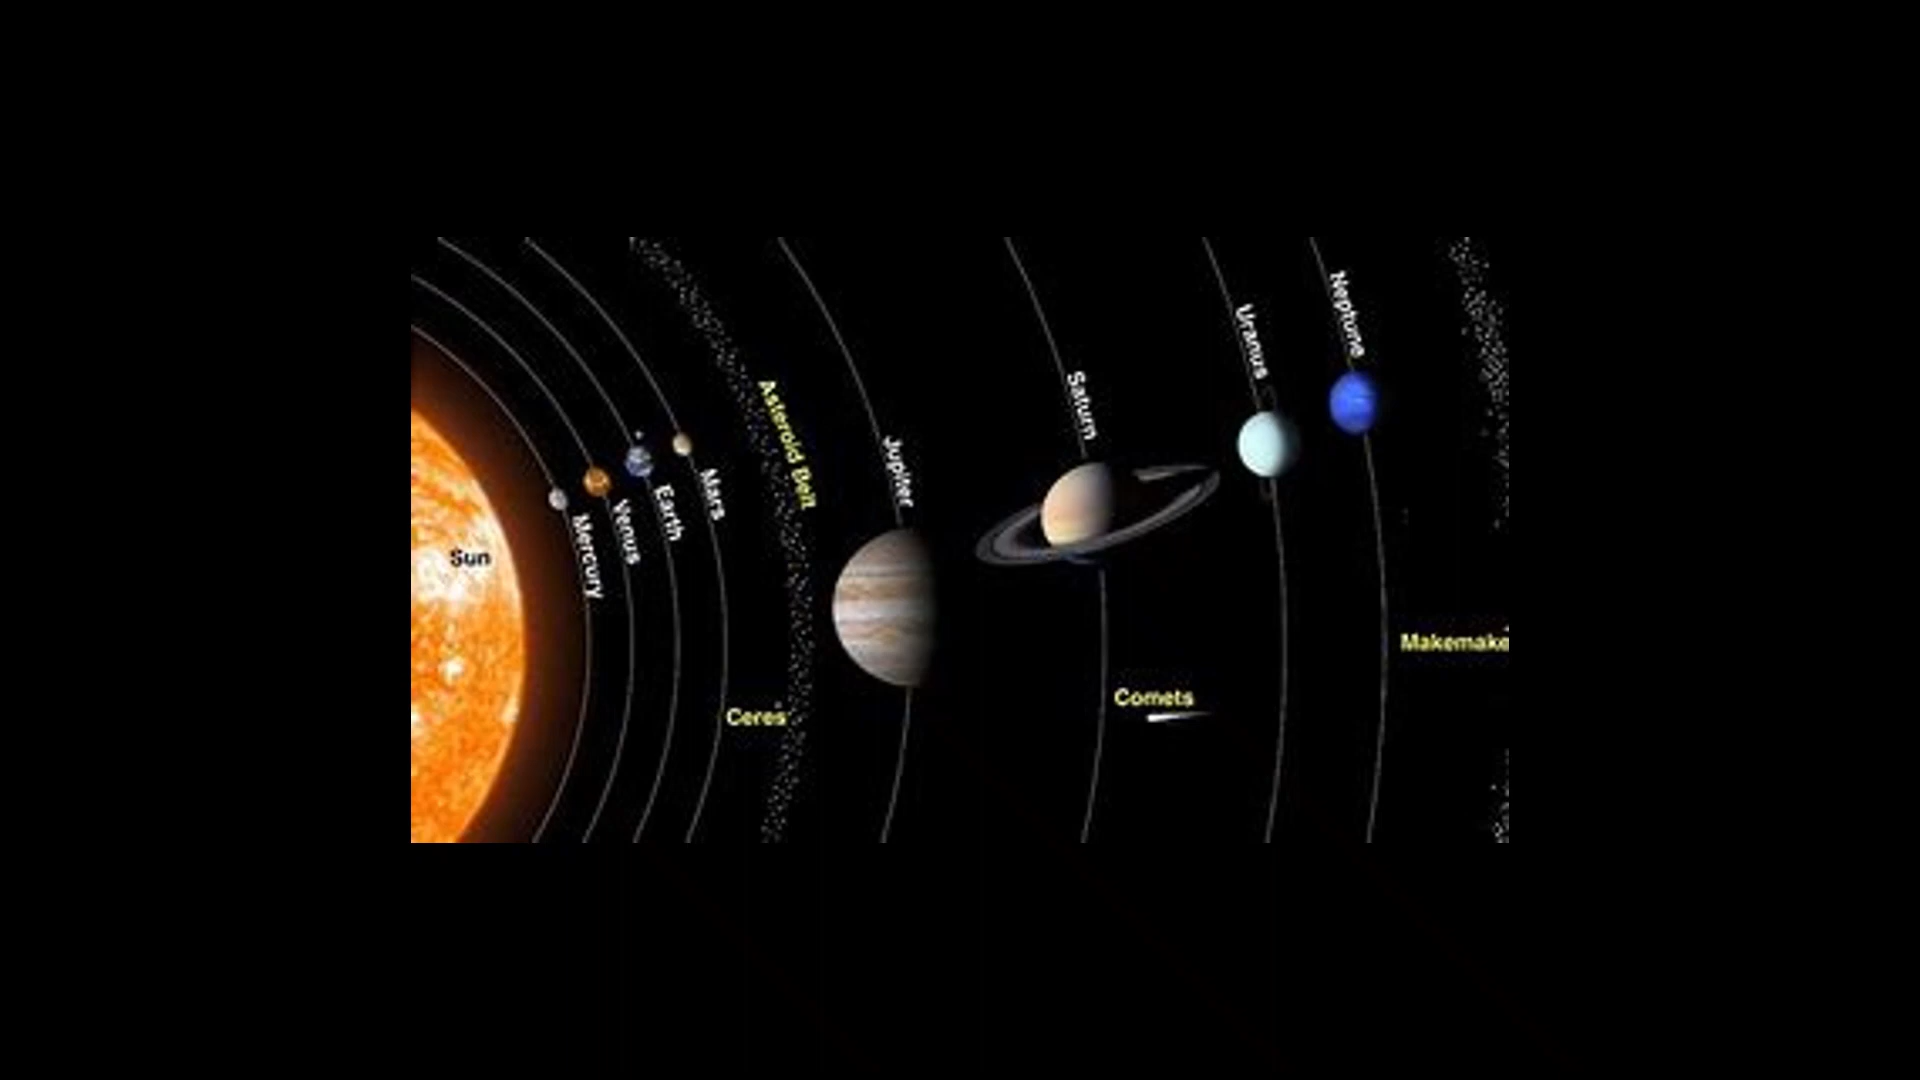 Sun
Mercury
Venus
Earth
Mars
Asteroid Belt
Ceres
Jupiter
Saturn
Comets
Uranus
Neptune
Makemake